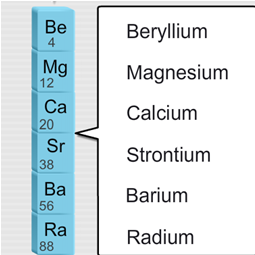 Be
4
Mg
12
Ca
20
Sr
38
Ba
56
Ra
88
Beryllium
Magnesium
Calcium
Strontium
Barium
Radium